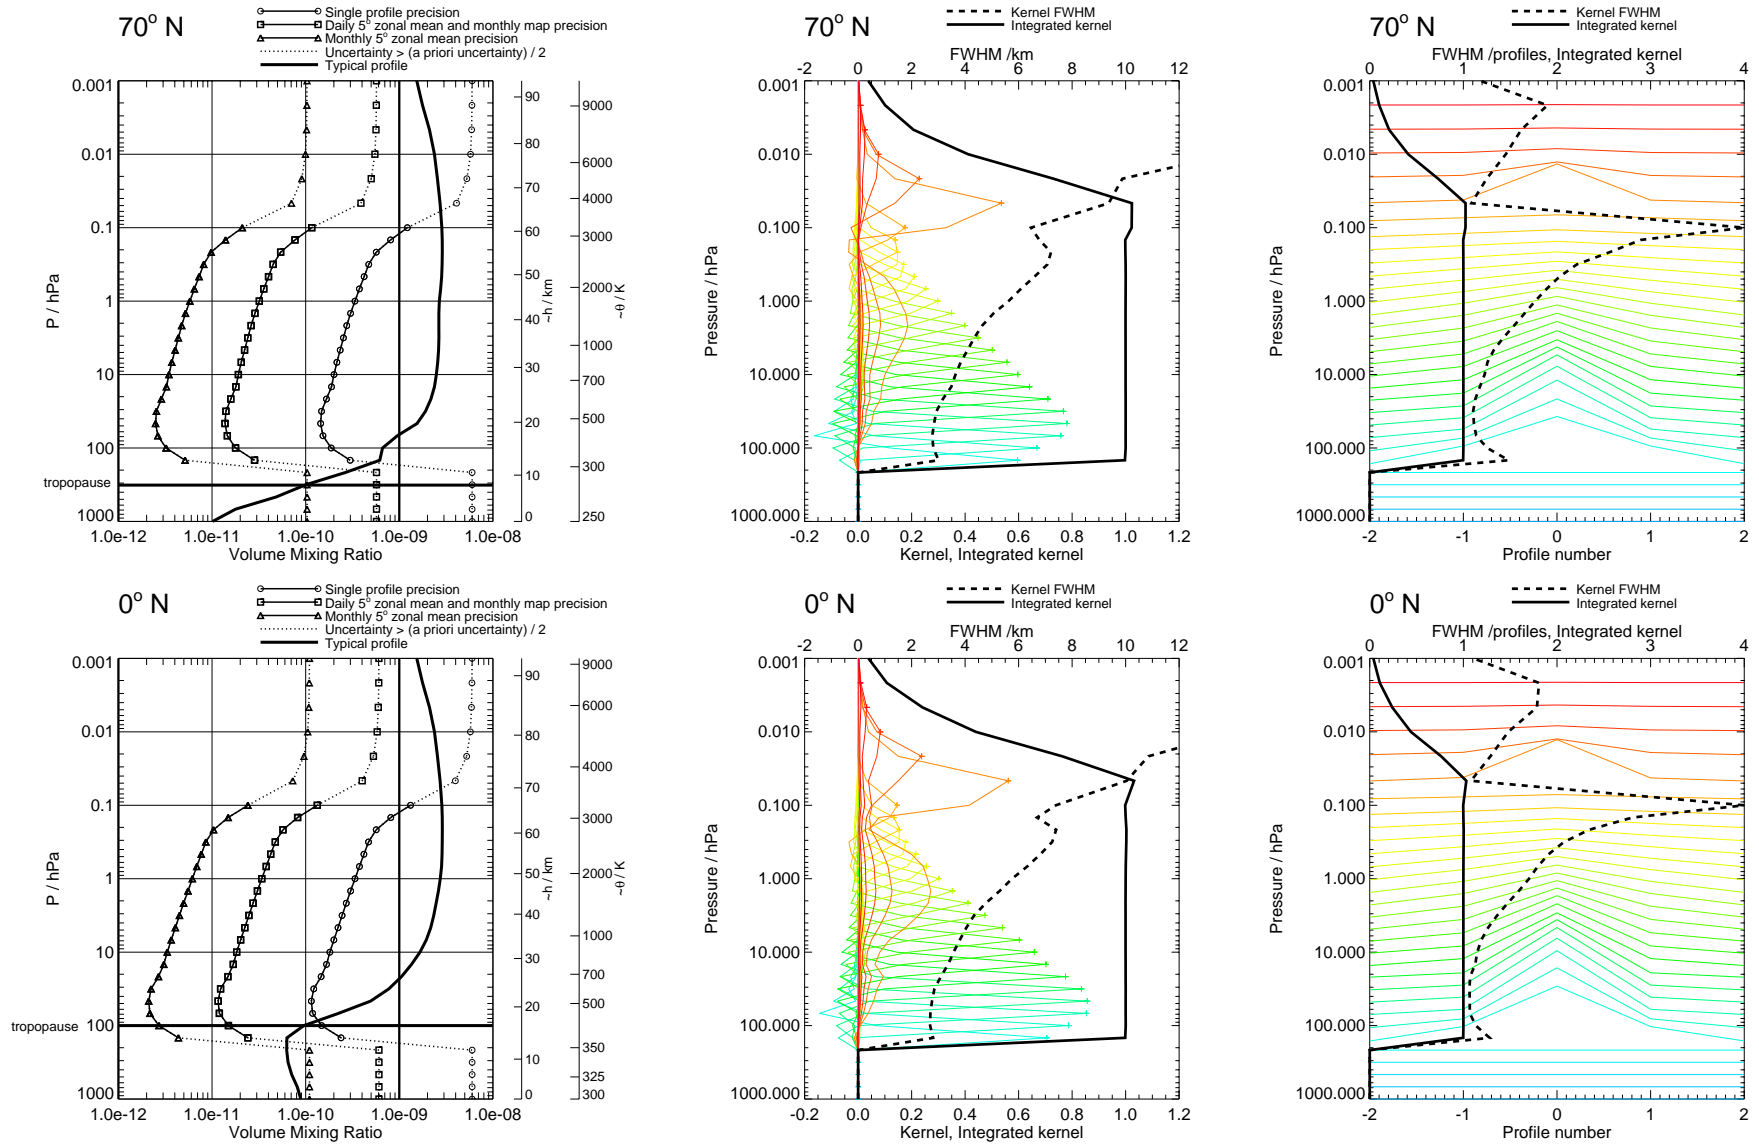 70° N
Single profile precision
Daily 5° zonal mean and monthly map precision
Monthly 5° zonal mean precision
Uncertainty > (a priori uncertainty) / 2
Typical profile
0.001
0.01
0.1
1
10
100
tropopause
1000
P / hPa
1.0e-12 1.0e-11 1.0e-10 1.0e-09 1.0e-08
Volume Mixing Ratio
90
80
70
60
50
40
30
20
10
0
~h / km
9000
6000
4000
3000
2000
1000
700
500
300
250
~θ / K
70° N
Kernel FWHM
Integrated kernel
FWHM /km
-2 0 2 4 6 8 10 12
0.001
0.010
0.100
1.000
10.000
100.000
1000.000
Pressure / hPa
-0.2 0.0 0.2 0.4 0.6 0.8 1.0 1.2
Kernel, Integrated kernel
70° N
Kernel FWHM
Integrated kernel
FWHM /profiles, Integrated kernel
0 1 2 3 4
0.001
0.010
0.100
1.000
10.000
100.000
1000.000
Pressure / hPa
-2 -1 0 1 2
Profile number
0° N
Single profile precision
Daily 5° zonal mean and monthly map precision
Monthly 5° zonal mean precision
Uncertainty > (a priori uncertainty) / 2
Typical profile
0.001
0.01
0.1
1
10
100
tropopause
1000
P / hPa
1.0e-12 1.0e-11 1.0e-10 1.0e-09 1.0e-08
Volume Mixing Ratio
90
80
70
60
50
40
30
20
10
0
~h / km
9000
6000
4000
3000
2000
1000
700
500
350
325
300
~θ / K
0° N
Kernel FWHM
Integrated kernel
FWHM /km
-2 0 2 4 6 8 10 12
0.001
0.010
0.100
1.000
10.000
100.000
1000.000
Pressure / hPa
-0.2 0.0 0.2 0.4 0.6 0.8 1.0 1.2
Kernel, Integrated kernel
0° N
Kernel FWHM
Integrated kernel
FWHM /profiles, Integrated kernel
0 1 2 3 4
0.001
0.010
0.100
1.000
10.000
100.000
1000.000
Pressure / hPa
-2 -1 0 1 2
Profile number